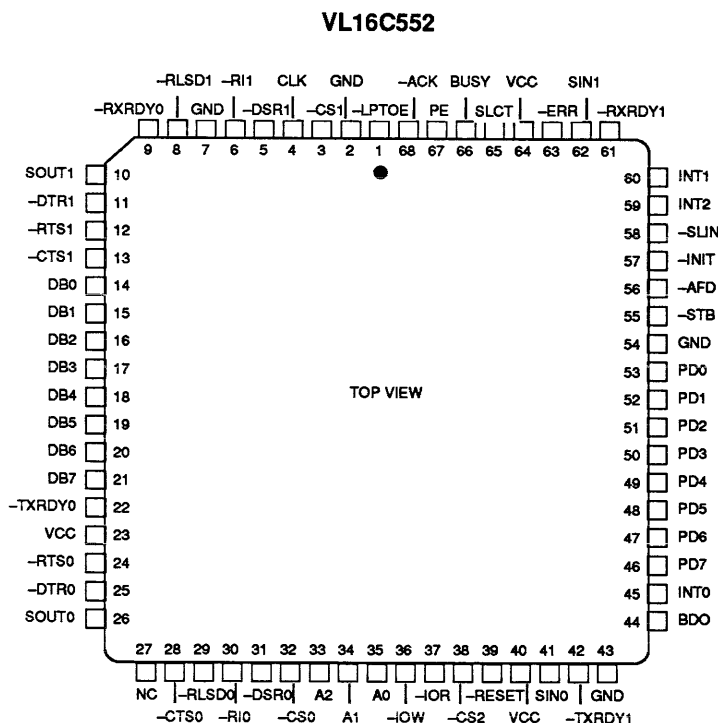 VL16C552
–RLSD1 –RI1 CLK GND –ACK BUSY VCC SIN1
–RXRDY0 GND –DSR1 –CS1 –LPTOE PE SLCT –ERR –RXRDY1
9 8 7 6 5 4 3 2 1 68 67 66 65 64 63 62 61
SOUT1 10
–DTR1 11
–RTS1 12
–CTS1 13
DB0 14
DB1 15
DB2 16
DB3 17
DB4 18
DB5 19
DB6 20
DB7 21
–TXRDY0 22
VCC 23
–RTS0 24
–DTR0 25
SOUT0 26
TOP VIEW
60 INT1
59 INT2
58 –SLIN
57 –INIT
56 –AFD
55 –STB
54 GND
53 PD0
52 PD1
51 PD2
50 PD3
49 PD4
48 PD5
47 PD6
46 PD7
45 INT0
44 BDO
27 28 29 30 31 32 33 34 35 36 37 38 39 40 41 42 43
NC –RLSD0 –DSR0 A2 A0 –IOR –RESET SIN0 GND
–CTS0 –RI0 –CS0 A1 –IOW –CS2 VCC –TXRDY1